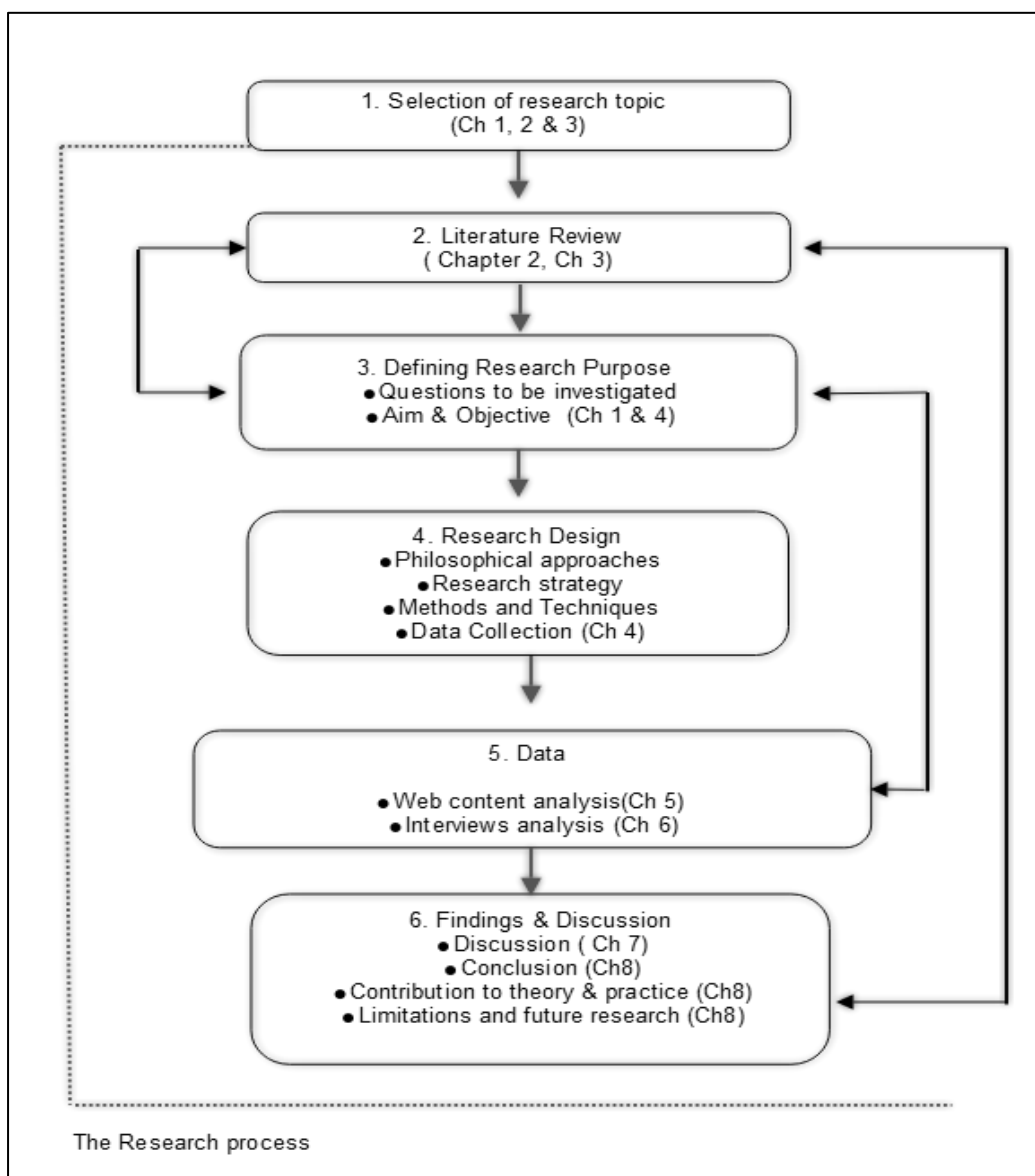 1. Selection of research topic
(Ch 1, 2 & 3)
2. Literature Review
( Chapter 2, Ch 3)
3. Defining Research Purpose
●Questions to be investigated
●Aim & Objective (Ch 1 & 4)
4. Research Design
●Philosophical approaches
●Research strategy
●Methods and Techniques
●Data Collection (Ch 4)
5. Data
●Web content analysis(Ch 5)
●Interviews analysis (Ch 6)
6. Findings & Discussion
●Discussion ( Ch 7)
●Conclusion (Ch8)
●Contribution to theory & practice (Ch8)
●Limitations and future research (Ch8)
The Research process